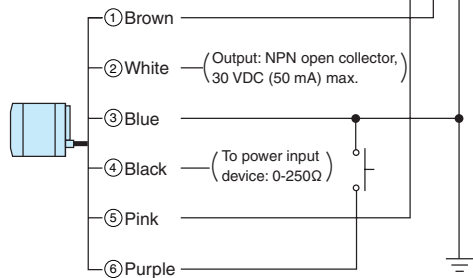 ①Brown
②White
(Output: NPN open collector,
30 VDC (50 mA) max.)
③Blue
④Black
(To power input
device: 0-250Ω)
⑤Pink
⑥Purple